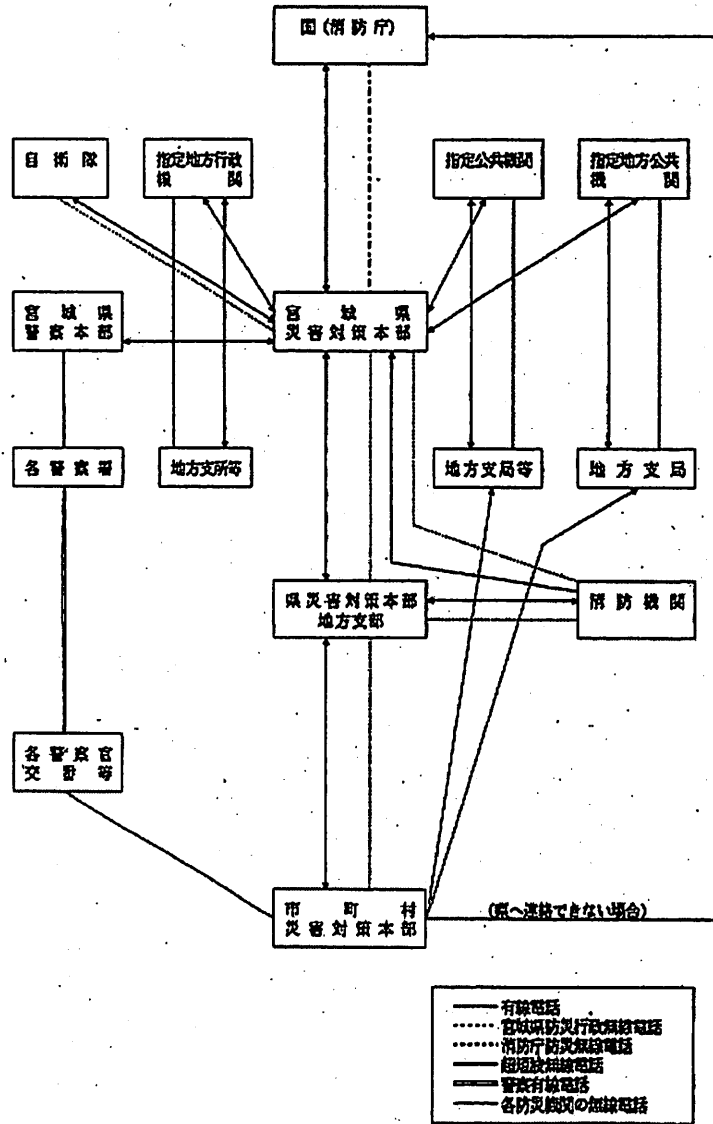 国(消防庁)
自衛隊
指定地方行政
機関
指定公共機関
指定地方公共
機関
宮城県
警察本部
宮城県
災害対策本部
各警察署
地方支所等
地方支局等
地方支局
県災害対策本部
地方支部
消防機関
各警察官
交番等
市町村
災害対策本部
(県へ連絡できない場合)
有線電話
宮城県防災行政無線電話
消防庁防災無線電話
超短波無線電話
警察有線電話
各防災機関の無線電話